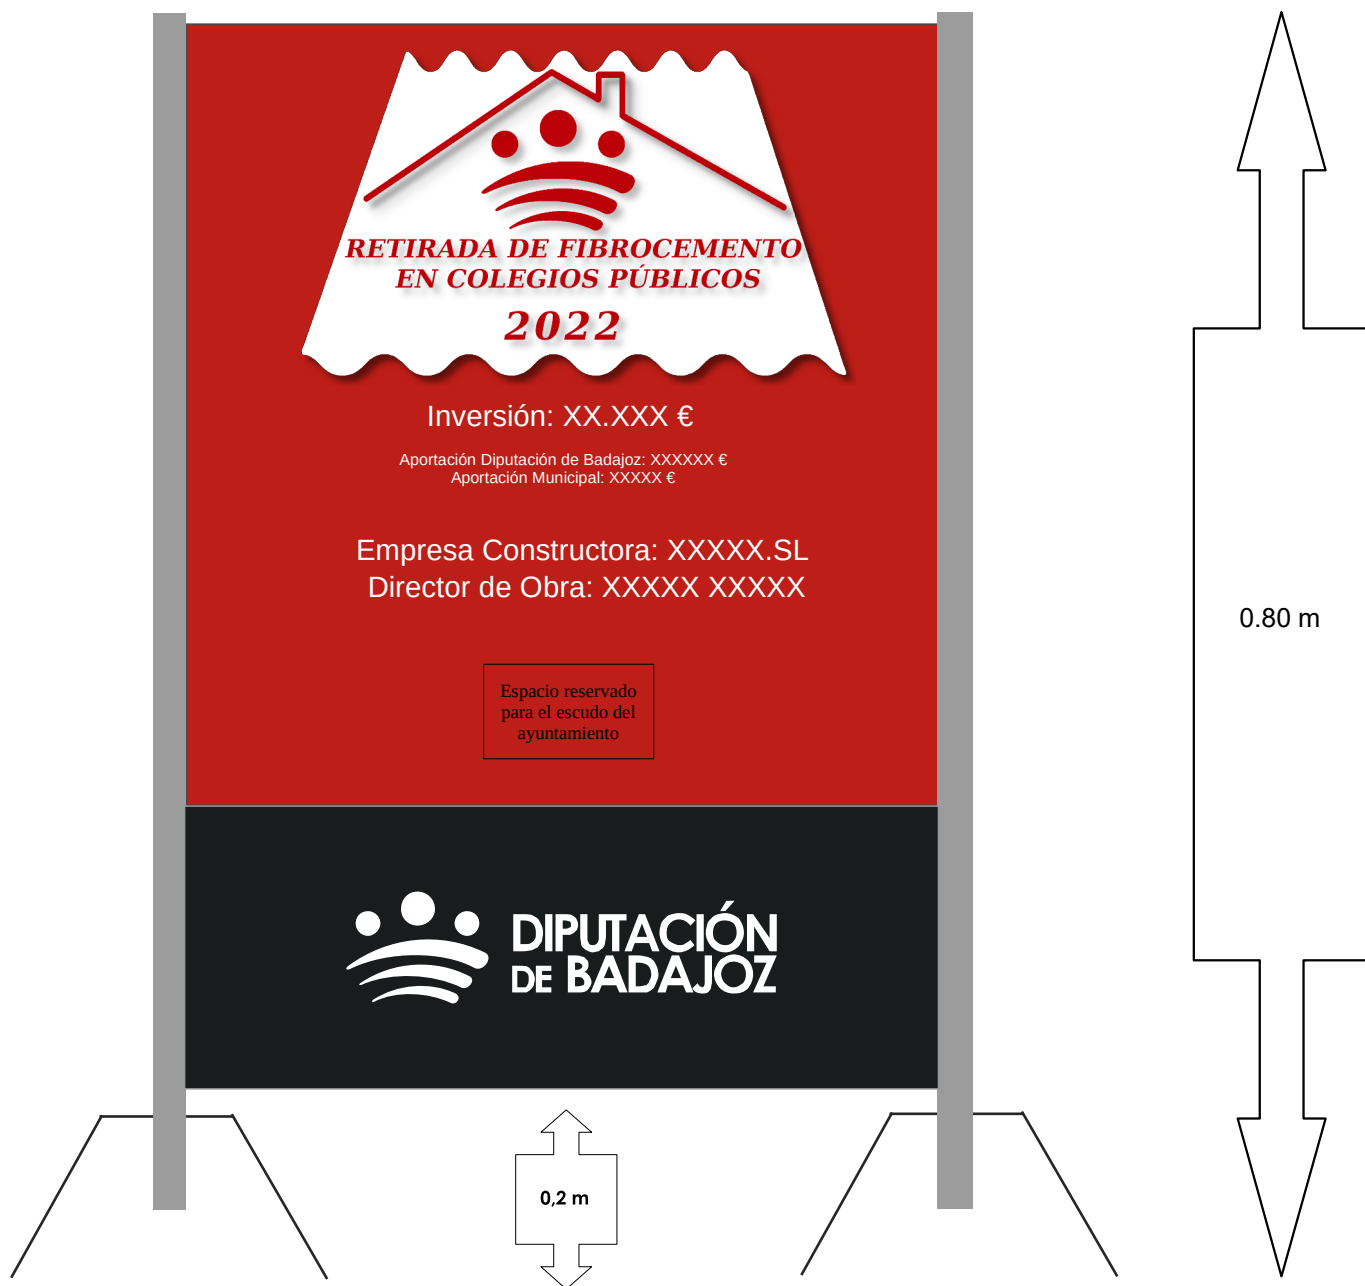 RETIRADA DE FIBROCEMENTO
EN COLEGIOS PÚBLICOS
2022
Inversión: XX.XXX €
Aportación Diputación de Badajoz: XXXXXX €
Aportación Municipal: XXXXX €
Empresa Constructora: XXXXX.SL
Director de Obra: XXXXX XXXXX
0.80 m
Espacio reservado
para el escudo del
ayuntamiento
DIPUTACIÓN
DE BADAJOZ
0,2 m